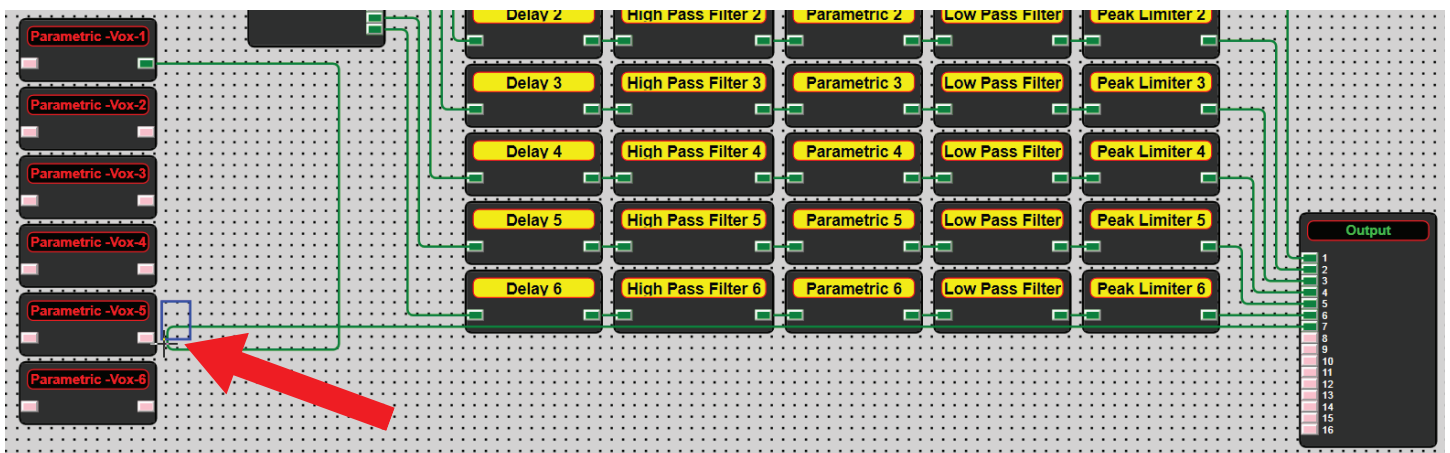 Delay 2 High Pass Filter 2 Parametric 2 Low Pass Filter Peak Limiter 2
Parametric -Vox-1
Delay 3 High Pass Filter 3 Parametric 3 Low Pass Filter Peak Limiter 3
Parametric -Vox-2
Delay 4 High Pass Filter 4 Parametric 4 Low Pass Filter Peak Limiter 4
Parametric -Vox-3
Delay 5 High Pass Filter 5 Parametric 5 Low Pass Filter Peak Limiter 5
Output
Parametric -Vox-4
1
2
3
Delay 6 High Pass Filter 6 Parametric 6 Low Pass Filter Peak Limiter 6
4
5
Parametric -Vox-5
6
7
8
9
10
11
Parametric -Vox-6
12
13
14
15
16